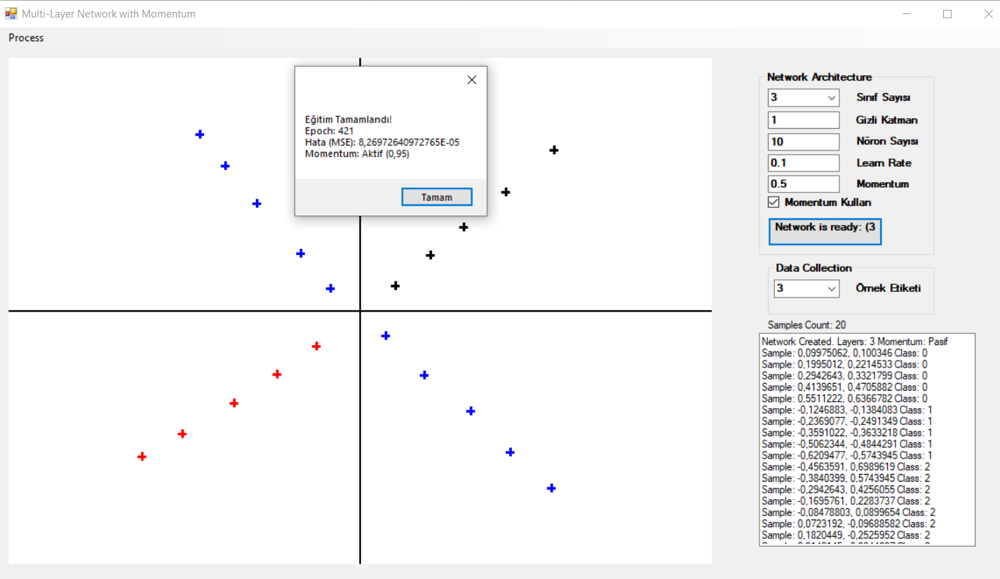 Multi-Layer Network with Momentum
Process
Eğitim Tamamlandı!
Epoch: 421
Hata (MSE): 8,26972640972765E-05
Momentum: Aktif (0,95)
Tamam
Network Architecture
3 Sınıf Sayısı
1 Gizli Katman
10 Nöron Sayısı
0.1 Learn Rate
0.5 Momentum
Momentum Kullan
Network is ready: (3
Data Collection
3 Örnek Etiketi
Samples Count: 20
Network Created. Layers: 3 Momentum: Pasif
Sample: 0,09975062, 0,100346 Class: 0
Sample: 0,1995012, 0,2214533 Class: 0
Sample: 0,2942643, 0,3321799 Class: 0
Sample: 0,4139651, 0,4705882 Class: 0
Sample: 0,5511222, 0,6366782 Class: 0
Sample: -0,1246883, -0,1384083 Class: 1
Sample: -0,2369077, -0,2491349 Class: 1
Sample: -0,3591022, -0,3633218 Class: 1
Sample: -0,5062344, -0,4844291 Class: 1
Sample: -0,6209477, -0,5743945 Class: 1
Sample: -0,4563591, 0,6989619 Class: 2
Sample: -0,3840399, 0,5743945 Class: 2
Sample: -0,2942643, 0,4256055 Class: 2
Sample: -0,1695761, 0,2283737 Class: 2
Sample: -0,08478803, 0,0899654 Class: 2
Sample: 0,0723192, -0,09688582 Class: 2
Sample: 0,1820449, -0,2525952 Class: 2